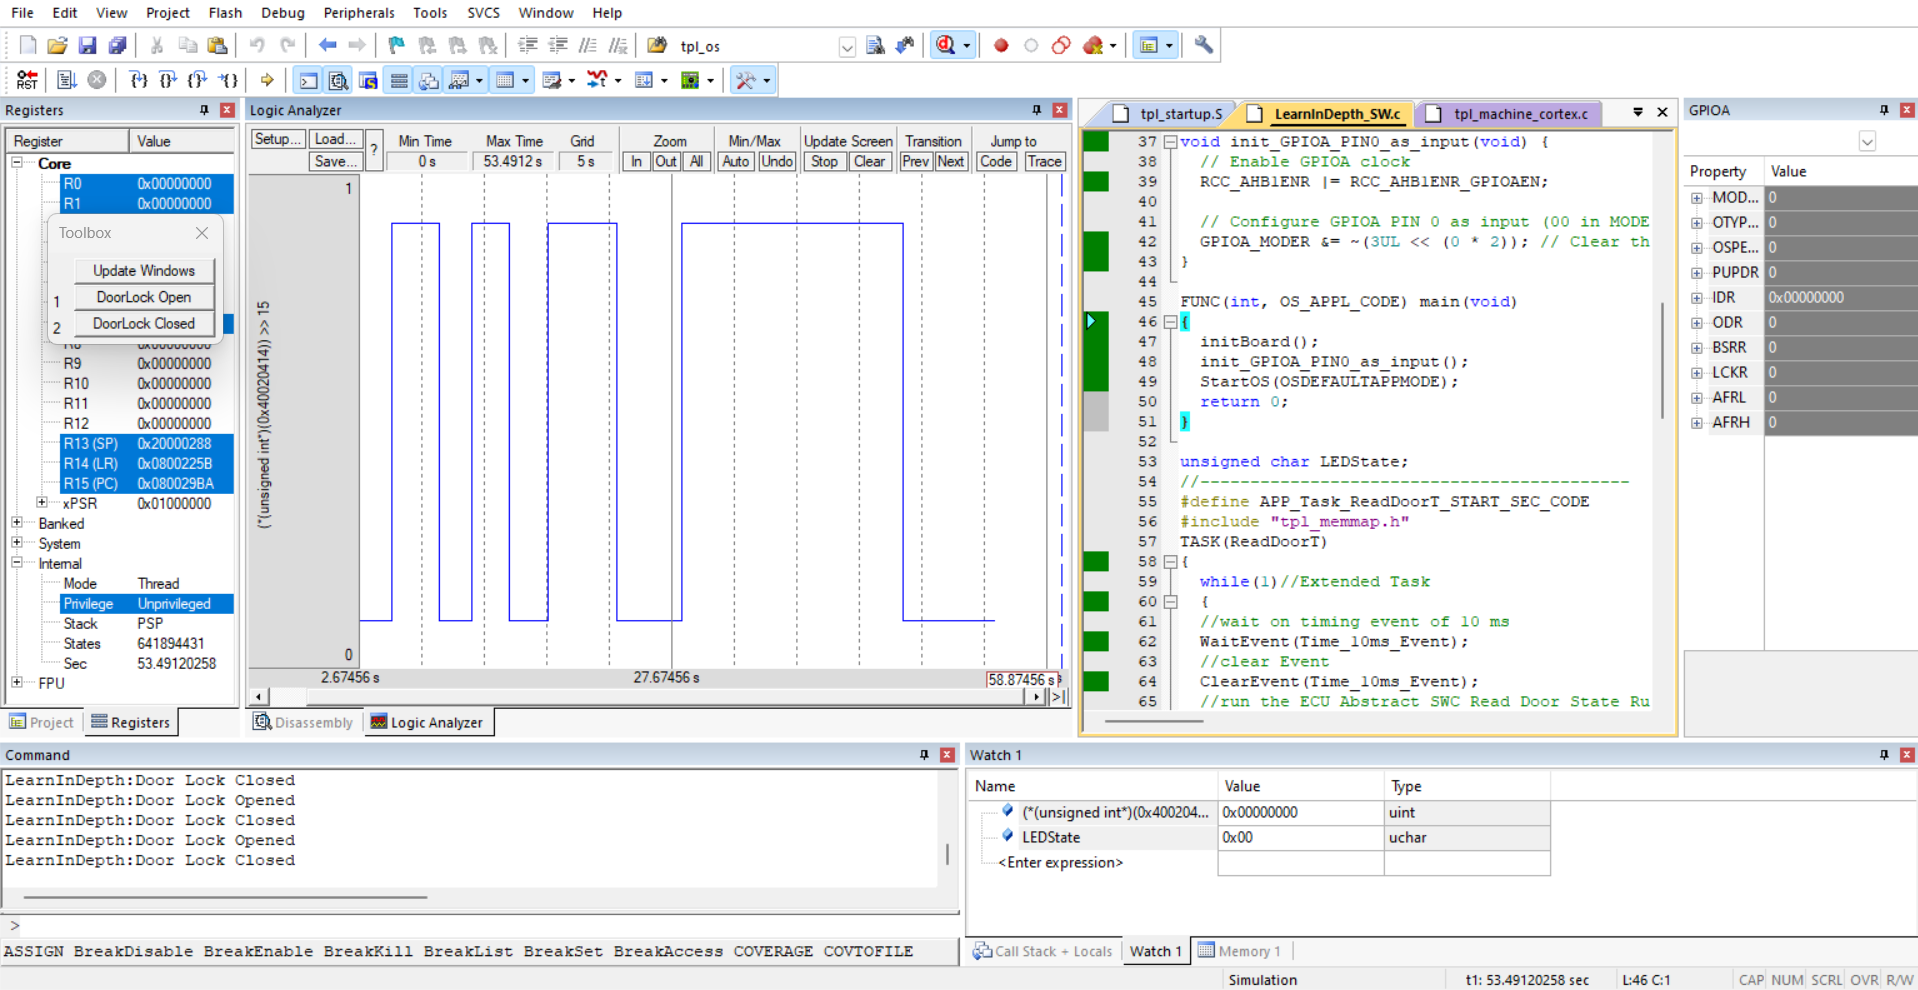 File Edit View Project Flash Debug Peripherals Tools SVCS Window Help
tpl_os
RST
Registers
Register Value
Core
R0 0x00000000
R1 0x00000000
Toolbox
Update Windows
1 DoorLock Open
2 DoorLock Closed
R8 0x00000000
R9 0x00000000
R10 0x00000000
R11 0x00000000
R12 0x00000000
R13 (SP) 0x20000288
R14 (LR) 0x0800225B
R15 (PC) 0x080029BA
xPSR 0x01000000
Banked
System
Internal
Mode Thread
Privilege Unprivileged
Stack PSP
States 641894431
Sec 53.49120258
FPU
Project Registers
Logic Analyzer
Setup... Load... ? Min Time Max Time Grid Zoom Min/Max Update Screen Transition Jump to
Save... 0 s 53.4912 s 5 s In Out All Auto Undo Stop Clear Prev Next Code Trace
1
(*(unsigned int*)(0x40020414)) >> 15
0
2.67456 s 27.67456 s 58.87456 s
Disassembly Logic Analyzer
tpl_startup.S LearnInDepth_SW.c tpl_machine_cortex.c
37 void init_GPIOA_PIN0_as_input(void) {
38 // Enable GPIOA clock
39 RCC_AHB1ENR |= RCC_AHB1ENR_GPIOAEN;
40
41 // Configure GPIOA PIN 0 as input (00 in MODE
42 GPIOA_MODER &= ~(3UL << (0 * 2)); // Clear th
43 }
44
45 FUNC(int, OS_APPL_CODE) main(void)
46 {
47 initBoard();
48 init_GPIOA_PIN0_as_input();
49 StartOS(OSDEFAULTAPPMODE);
50 return 0;
51 }
52
53 unsigned char LEDState;
54 //-------------------------------------------
55 #define APP_Task_ReadDoorT_START_SEC_CODE
56 #include "tpl_memmap.h"
57 TASK(ReadDoorT)
58 {
59 while(1)//Extended Task
60 {
61 //wait on timing event of 10 ms
62 WaitEvent(Time_10ms_Event);
63 //clear Event
64 ClearEvent(Time_10ms_Event);
65 //run the ECU Abstract SWC Read Door State Ru
GPIOA
Property Value
MOD... 0
OTYP... 0
OSPE... 0
PUPDR 0
IDR 0x00000000
ODR 0
BSRR 0
LCKR 0
AFRL 0
AFRH 0
Command
LearnInDepth:Door Lock Closed
LearnInDepth:Door Lock Opened
LearnInDepth:Door Lock Closed
LearnInDepth:Door Lock Opened
LearnInDepth:Door Lock Closed
>
ASSIGN BreakDisable BreakEnable BreakKill BreakList BreakSet BreakAccess COVERAGE COVTOFILE
Watch 1
Name Value Type
(*(unsigned int*)(0x400204... 0x00000000 uint
LEDState 0x00 uchar
<Enter expression>
Call Stack + Locals Watch 1 Memory 1
Simulation t1: 53.49120258 sec L:46 C:1 CAP NUM SCRL OVR R/W